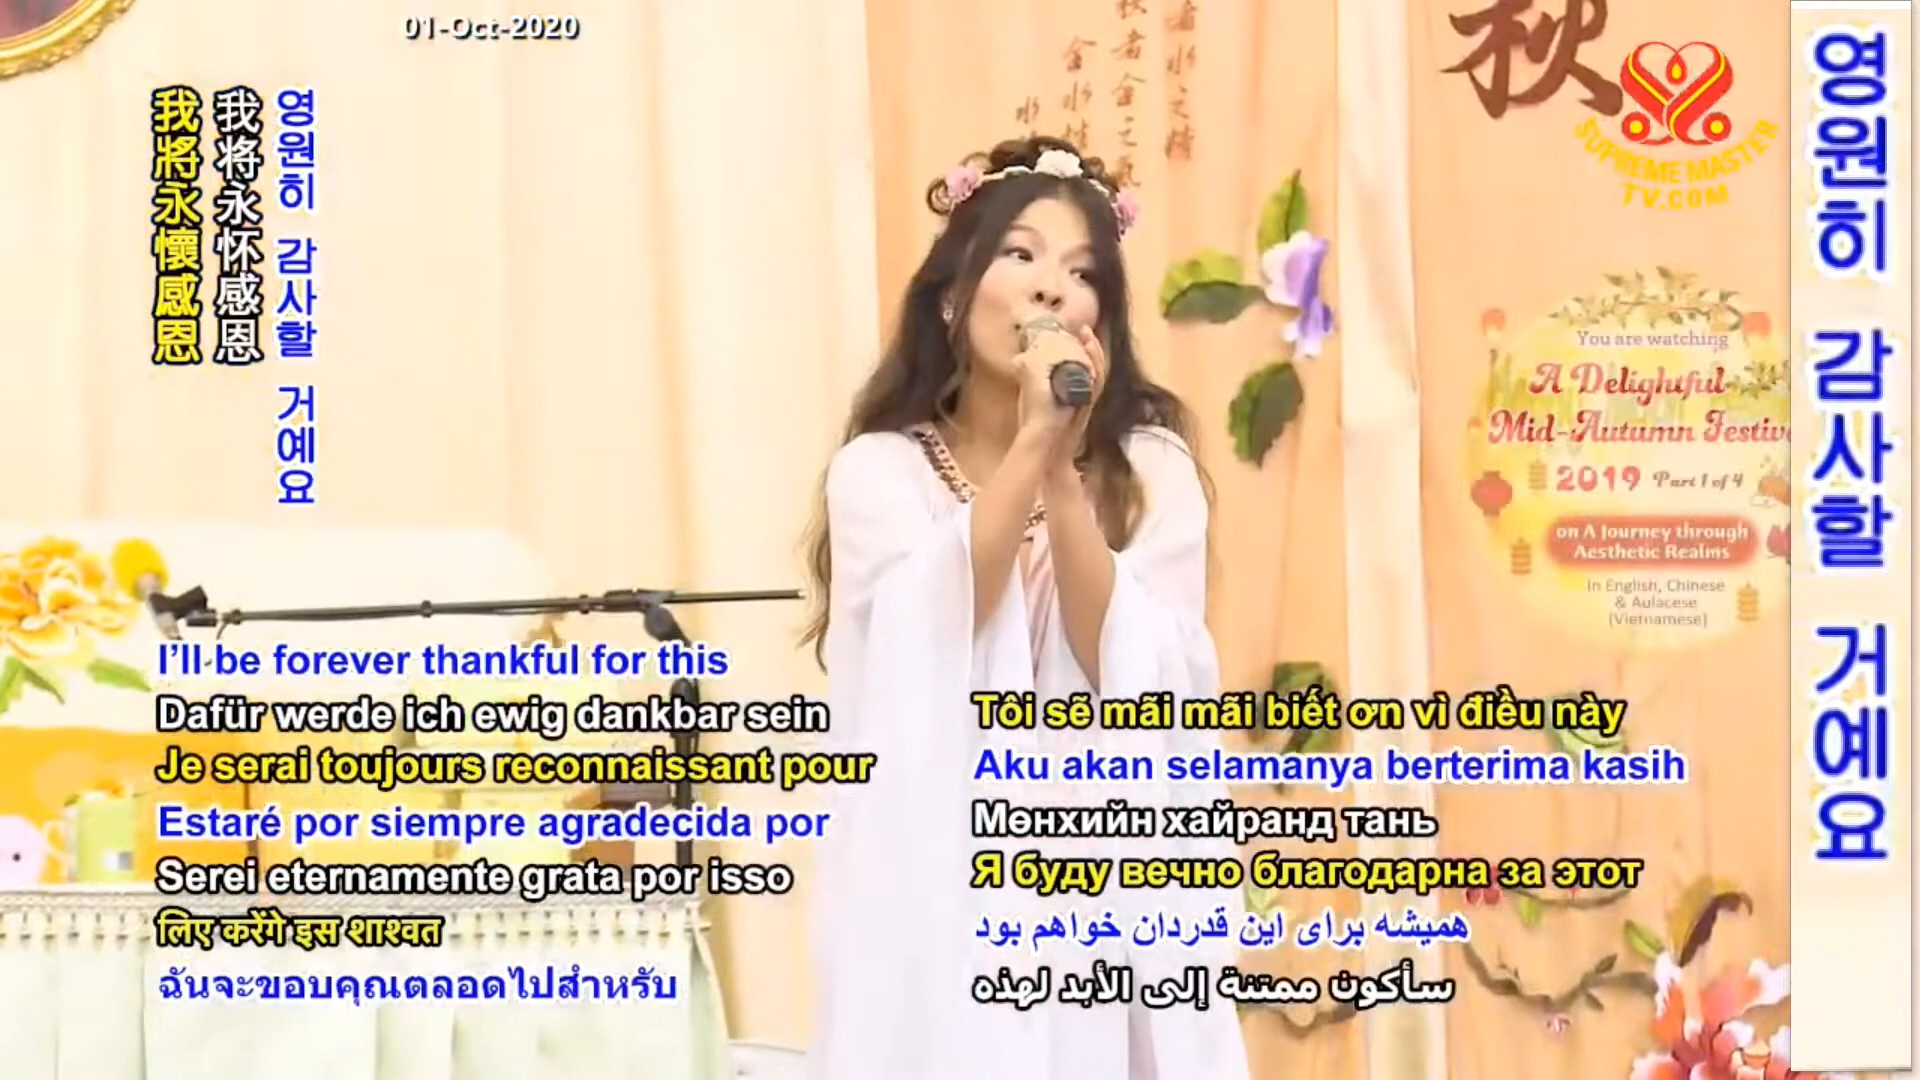 01-Oct-2020
我將永懷感恩
我将永怀感恩
영원히 감사할 거예요
秋
SUPREME MASTER
TV.COM
You are watching
A Delightful
Mid-Autumn
2019 Part 1 of 4
on A Journey through
Aesthetic Realms
In English, Chinese
& Aulacese
(Vietnamese)
영원히 감사할 거예요
I'll be forever thankful for this
Dafür werde ich ewig dankbar sein
Je serai toujours reconnaissant pour
Estaré por siempre agradecida por
Serei eternamente grata por isso
लिए करेंगे इस शाश्वत
ฉันจะขอบคุณตลอดไปสำหรับ
Tôi sẽ mãi mãi biết ơn vì điều này
Aku akan selamanya berterima kasih
Мөнхийн хайранд тань
Я буду вечно благодарна за этот
همیشه برای این قدردان خواهم بود
سأكون ممتنة إلى الأبد لهذه